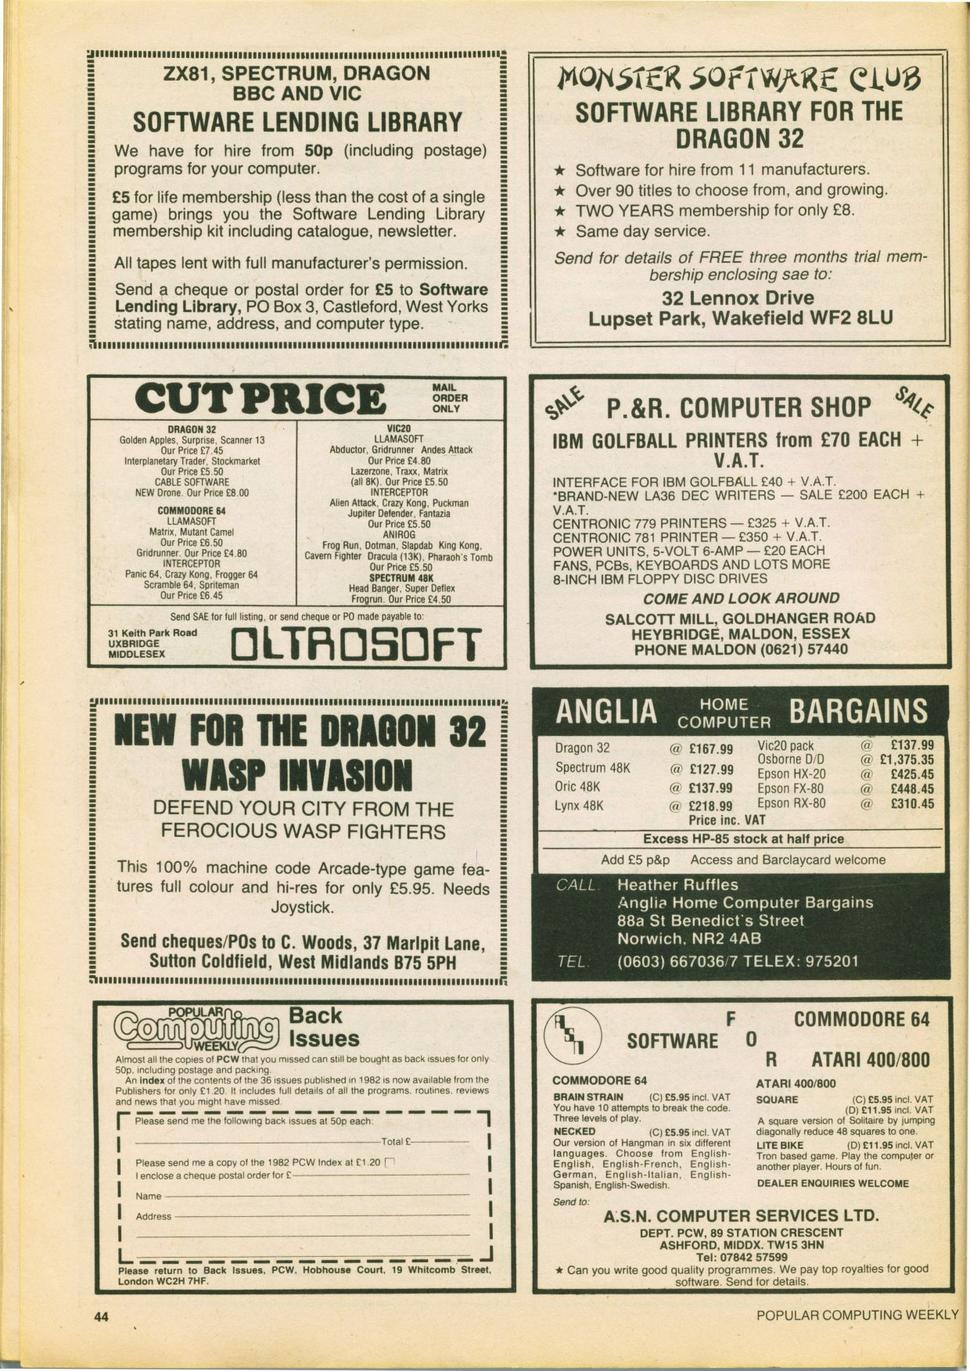 ZX81, SPECTRUM, DRAGON
BBC AND VIC
SOFTWARE LENDING LIBRARY
We have for hire from 50p (including postage)
programs for your computer.
£5 for life membership (less than the cost of a single
game) brings you the Software Lending Library
membership kit including catalogue, newsletter.
All tapes lent with full manufacturer's permission.
Send a cheque or postal order for £5 to Software
Lending Library, PO Box 3, Castleford, West Yorks
stating name, address, and computer type.
MONSTER SOFTWARE CLUB
SOFTWARE LIBRARY FOR THE
DRAGON 32
★ Software for hire from 11 manufacturers.
★ Over 90 titles to choose from, and growing.
★ TWO YEARS membership for only £8.
★ Same day service.
Send for details of FREE three months trial mem-
bership enclosing sae to:
32 Lennox Drive
Lupset Park, Wakefield WF2 8LU
CUT PRICE
MAIL
ORDER
ONLY
DRAGON 32
Golden Apples, Surprise, Scanner 13
Our Price £7.45
Interplanetary Trader, Stockmarket
Our Price £5.50
CABLE SOFTWARE
NEW Drone. Our Price £8.00
COMMODORE 64
LLAMASOFT
Matrix, Mutant Camel
Our Price £6.50
Gridrunner. Our Price £4.80
INTERCEPTOR
Panic 64, Crazy Kong, Frogger 64
Scramble 64, Spriteman
Our Price £6.45
VIC20
LLAMASOFT
Abductor, Gridrunner Andes Attack
Our Price £4.80
Lazerzone, Traxx, Matrix
(all 8K). Our Price £5.50
INTERCEPTOR
Alien Attack, Crazy Kong, Puckman
Jupiter Defender, Fantazia
Our Price £5.50
ANIROG
Frog Run, Dotman, Slapdab King Kong,
Cavern Fighter Dracula (13K), Pharaoh's Tomb
Our Price £5.50
SPECTRUM 48K
Head Banger, Super Deflex
Frogrun. Our Price £4.50
Send SAE for full listing, or send cheque or PO made payable to:
31 Keith Park Road
UXBRIDGE
MIDDLESEX
OLTROSOFT
SALE
P.&R. COMPUTER SHOP
SALE
IBM GOLFBALL PRINTERS from £70 EACH +
V.A.T.
INTERFACE FOR IBM GOLFBALL £40 + V.A.T.
*BRAND-NEW LA36 DEC WRITERS — SALE £200 EACH +
V.A.T.
CENTRONIC 779 PRINTERS — £325 + V.A.T.
CENTRONIC 781 PRINTER — £350 + V.A.T.
POWER UNITS, 5-VOLT 6-AMP — £20 EACH
FANS, PCBs, KEYBOARDS AND LOTS MORE
8-INCH IBM FLOPPY DISC DRIVES
COME AND LOOK AROUND
SALCOTT MILL, GOLDHANGER ROAD
HEYBRIDGE, MALDON, ESSEX
PHONE MALDON (0621) 57440
NEW FOR THE DRAGON 32
WASP INVASION
DEFEND YOUR CITY FROM THE
FEROCIOUS WASP FIGHTERS
This 100% machine code Arcade-type game fea-
tures full colour and hi-res for only £5.95. Needs
Joystick.
Send cheques/POs to C. Woods, 37 Marlpit Lane,
Sutton Coldfield, West Midlands B75 5PH
ANGLIA HOME COMPUTER BARGAINS
Dragon 32 @ £167.99
Spectrum 48K @ £127.99
Oric 48K @ £137.99
Lynx 48K @ £218.99
Vic20 pack @ £137.99
Osborne D/D @ £1,375.35
Epson HX-20 @ £425.45
Epson FX-80 @ £448.45
Epson RX-80 @ £310.45
Price inc. VAT
Excess HP-85 stock at half price
Add £5 p&p Access and Barclaycard welcome
CALL: Heather Ruffles
Anglia Home Computer Bargains
88a St Benedict's Street
Norwich, NR2 4AB
TEL: (0603) 667036/7 TELEX: 975201
POPULAR
Computing
WEEKLY
Back
Issues
Almost all the copies of PCW that you missed can still be bought as back issues for only
50p, including postage and packing.
An index of the contents of the 36 issues published in 1982 is now available from the
Publishers for only £1.20. It includes full details of all the programs, routines, reviews
and news that you might have missed.
Please send me the following back issues at 50p each:
Total £
Please send me a copy of the 1982 PCW Index at £1.20
I enclose a cheque postal order for £
Name
Address
Please return to Back Issues, PCW, Hobhouse Court, 19 Whitcomb Street,
London WC2H 7HF.
ASN
SOFTWARE FOR COMMODORE 64
ATARI 400/800
COMMODORE 64
BRAIN STRAIN (C) £5.95 incl. VAT
You have 10 attempts to break the code.
Three levels of play.
NECKED (C) £5.95 incl. VAT
Our version of Hangman in six different
languages. Choose from English-
English, English-French, English-
German, English-Italian, English-
Spanish, English-Swedish.
ATARI 400/800
SQUARE (C) £5.95 incl. VAT
(D) £11.95 incl. VAT
A square version of Solitaire by jumping
diagonally reduce 48 squares to one.
LITE BIKE (D) £11.95 incl. VAT
Tron based game. Play the computer or
another player. Hours of fun.
DEALER ENQUIRIES WELCOME
Send to:
A.S.N. COMPUTER SERVICES LTD.
DEPT. PCW, 89 STATION CRESCENT
ASHFORD, MIDDX. TW15 3HN
Tel: 07842 57599
★ Can you write good quality programmes. We pay top royalties for good
software. Send for details.
44
POPULAR COMPUTING WEEKLY